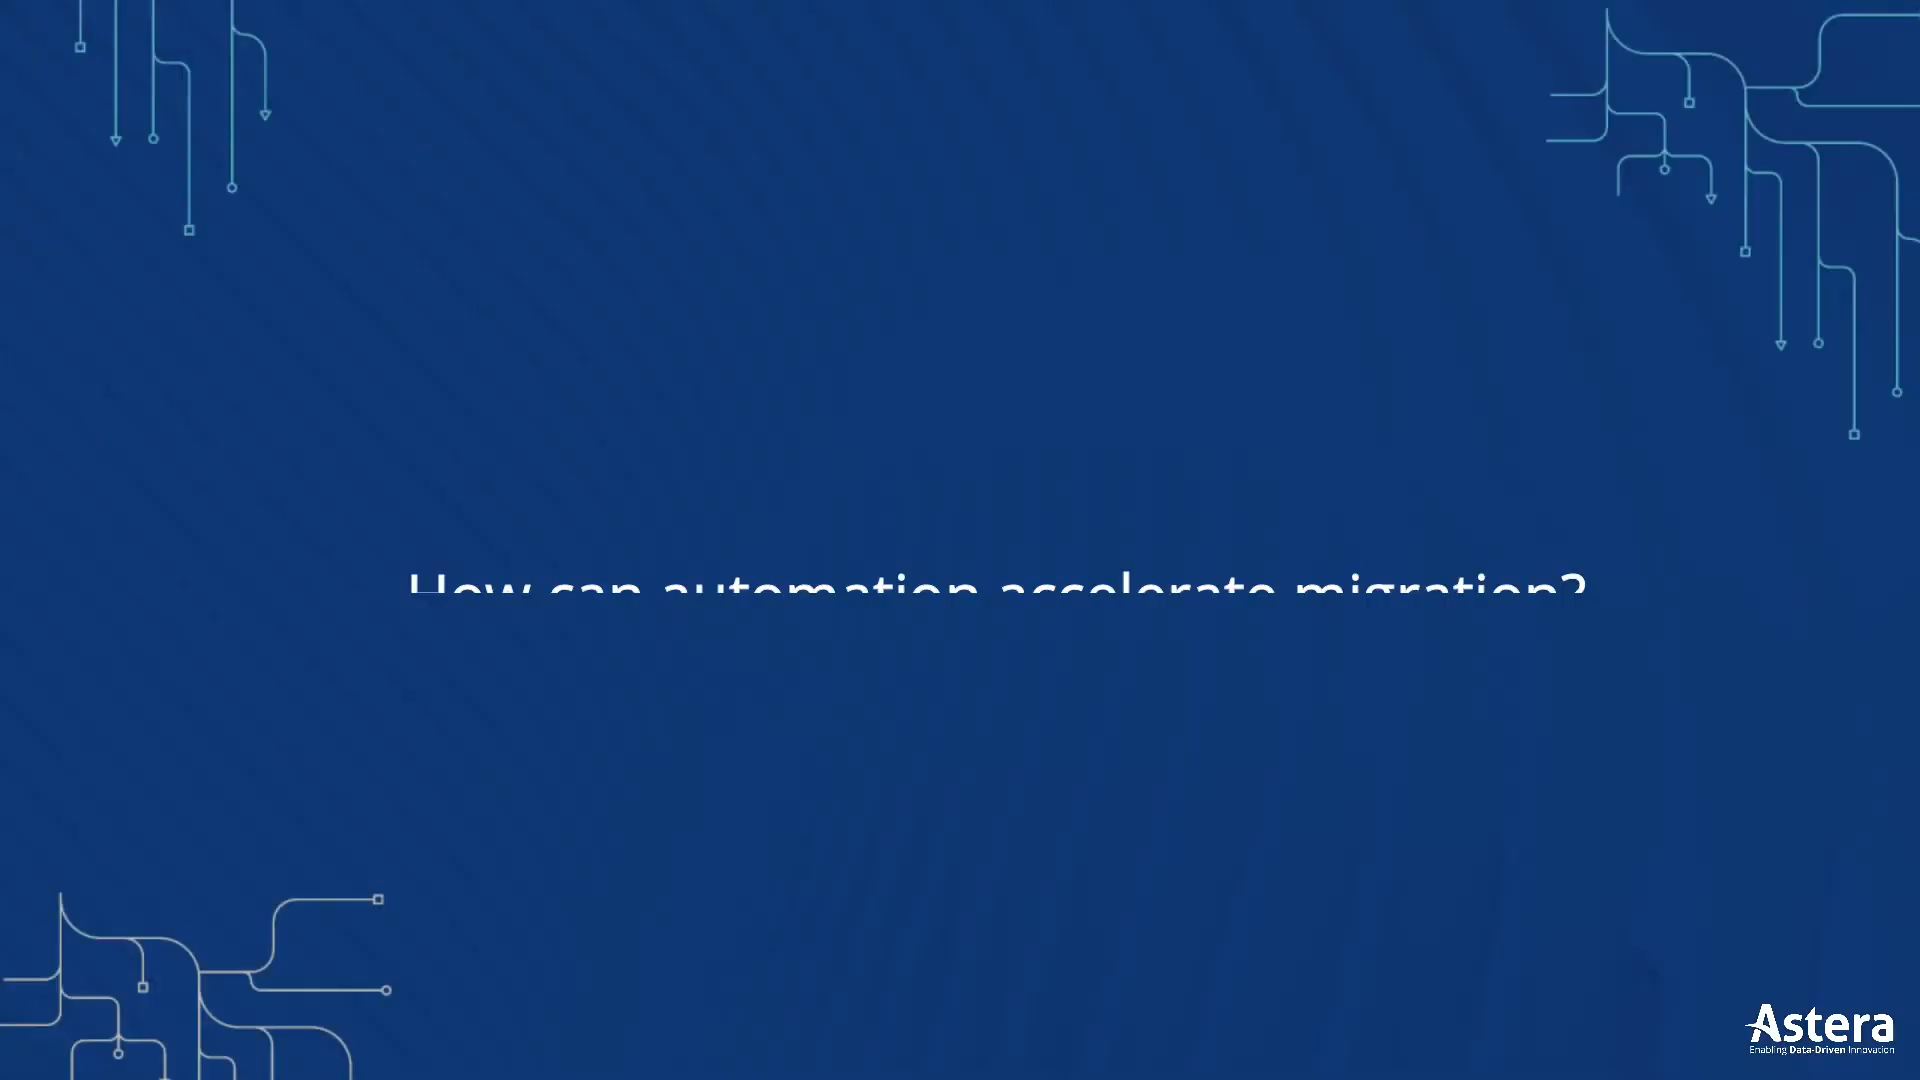 How can automation accelerate migration?
Astera
Enabling Data-Driven Innovation